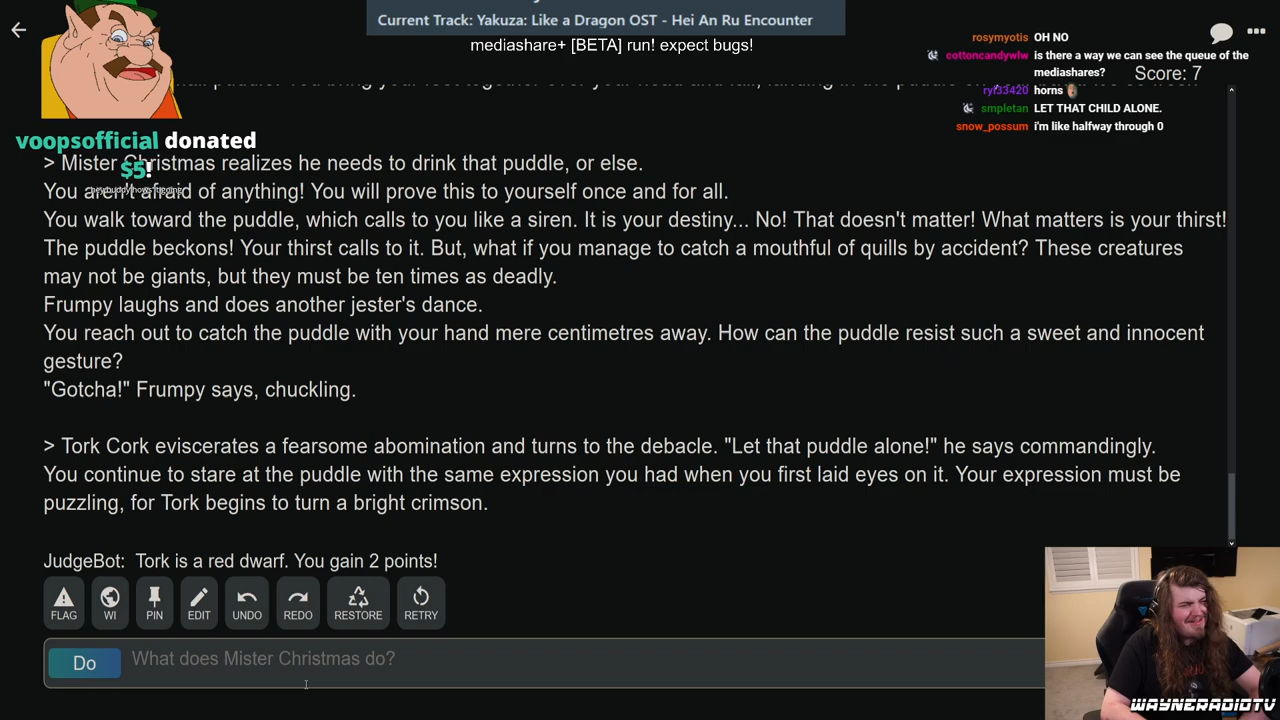 Current Track: Yakuza: Like a Dragon OST - Hei An Ru Encounter
mediashare+ [BETA] run! expect bugs!
rosymyotis OH NO
cottoncandywlw is there a way we can see the queue of the
mediashares?
Score: 7
ryf33420 horns
smpletan LET THAT CHILD ALONE.
snow_possum i'm like halfway through 0
voopsofficial donated
$5!
> Mister Christmas realizes he needs to drink that puddle, or else.
You aren't afraid of anything! You will prove this to yourself once and for all.
You walk toward the puddle, which calls to you like a siren. It is your destiny... No! That doesn't matter! What matters is your thirst!
The puddle beckons! Your thirst calls to it. But, what if you manage to catch a mouthful of quills by accident? These creatures
may not be giants, but they must be ten times as deadly.
Frumpy laughs and does another jester's dance.
You reach out to catch the puddle with your hand mere centimetres away. How can the puddle resist such a sweet and innocent
gesture?
"Gotcha!" Frumpy says, chuckling.
> Tork Cork eviscerates a fearsome abomination and turns to the debacle. "Let that puddle alone!" he says commandingly.
You continue to stare at the puddle with the same expression you had when you first laid eyes on it. Your expression must be
puzzling, for Tork begins to turn a bright crimson.
JudgeBot: Tork is a red dwarf. You gain 2 points!
FLAG WI PIN EDIT UNDO REDO RESTORE RETRY
Do What does Mister Christmas do?
WAYNERADIOTV